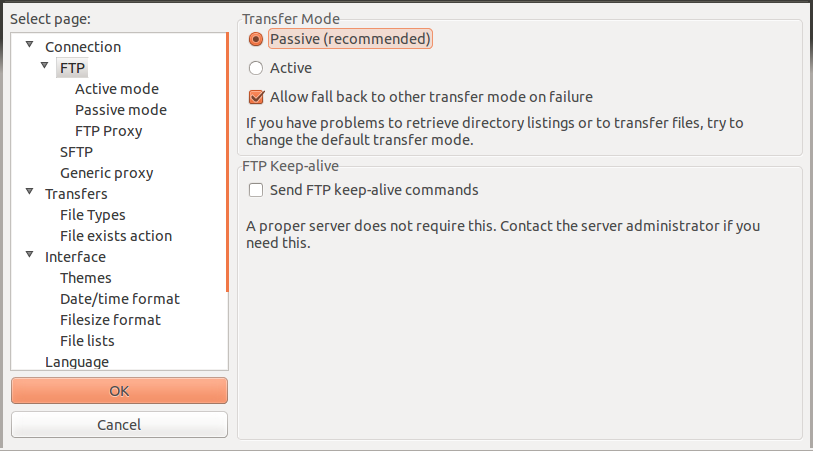 Select page:
Connection
FTP
Active mode
Passive mode
FTP Proxy
SFTP
Generic proxy
Transfers
File Types
File exists action
Interface
Themes
Date/time format
Filesize format
File lists
Language
OK
Cancel
Transfer Mode
Passive (recommended)
Active
Allow fall back to other transfer mode on failure
If you have problems to retrieve directory listings or to transfer files, try to
change the default transfer mode.
FTP Keep-alive
Send FTP keep-alive commands
A proper server does not require this. Contact the server administrator if you
need this.